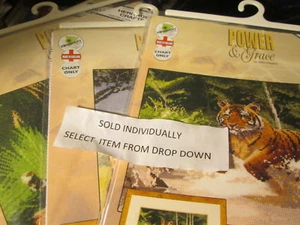 POWER
& Grace
CHART
ONLY
CHART
ONLY
SOLD INDIVIDUALLY
SELECT ITEM FROM DROP DOWN